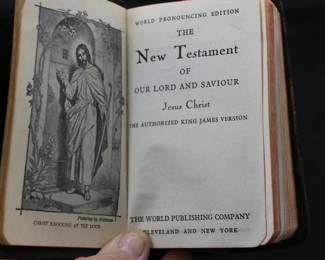 WORLD PRONOUNCING EDITION
THE
New Testament
OF
OUR LORD AND SAVIOUR
Jesus Christ
THE AUTHORIZED KING JAMES VERSION
THE WORLD PUBLISHING COMPANY
CLEVELAND AND NEW YORK
CHRIST KNOCKING AT THE DOOR